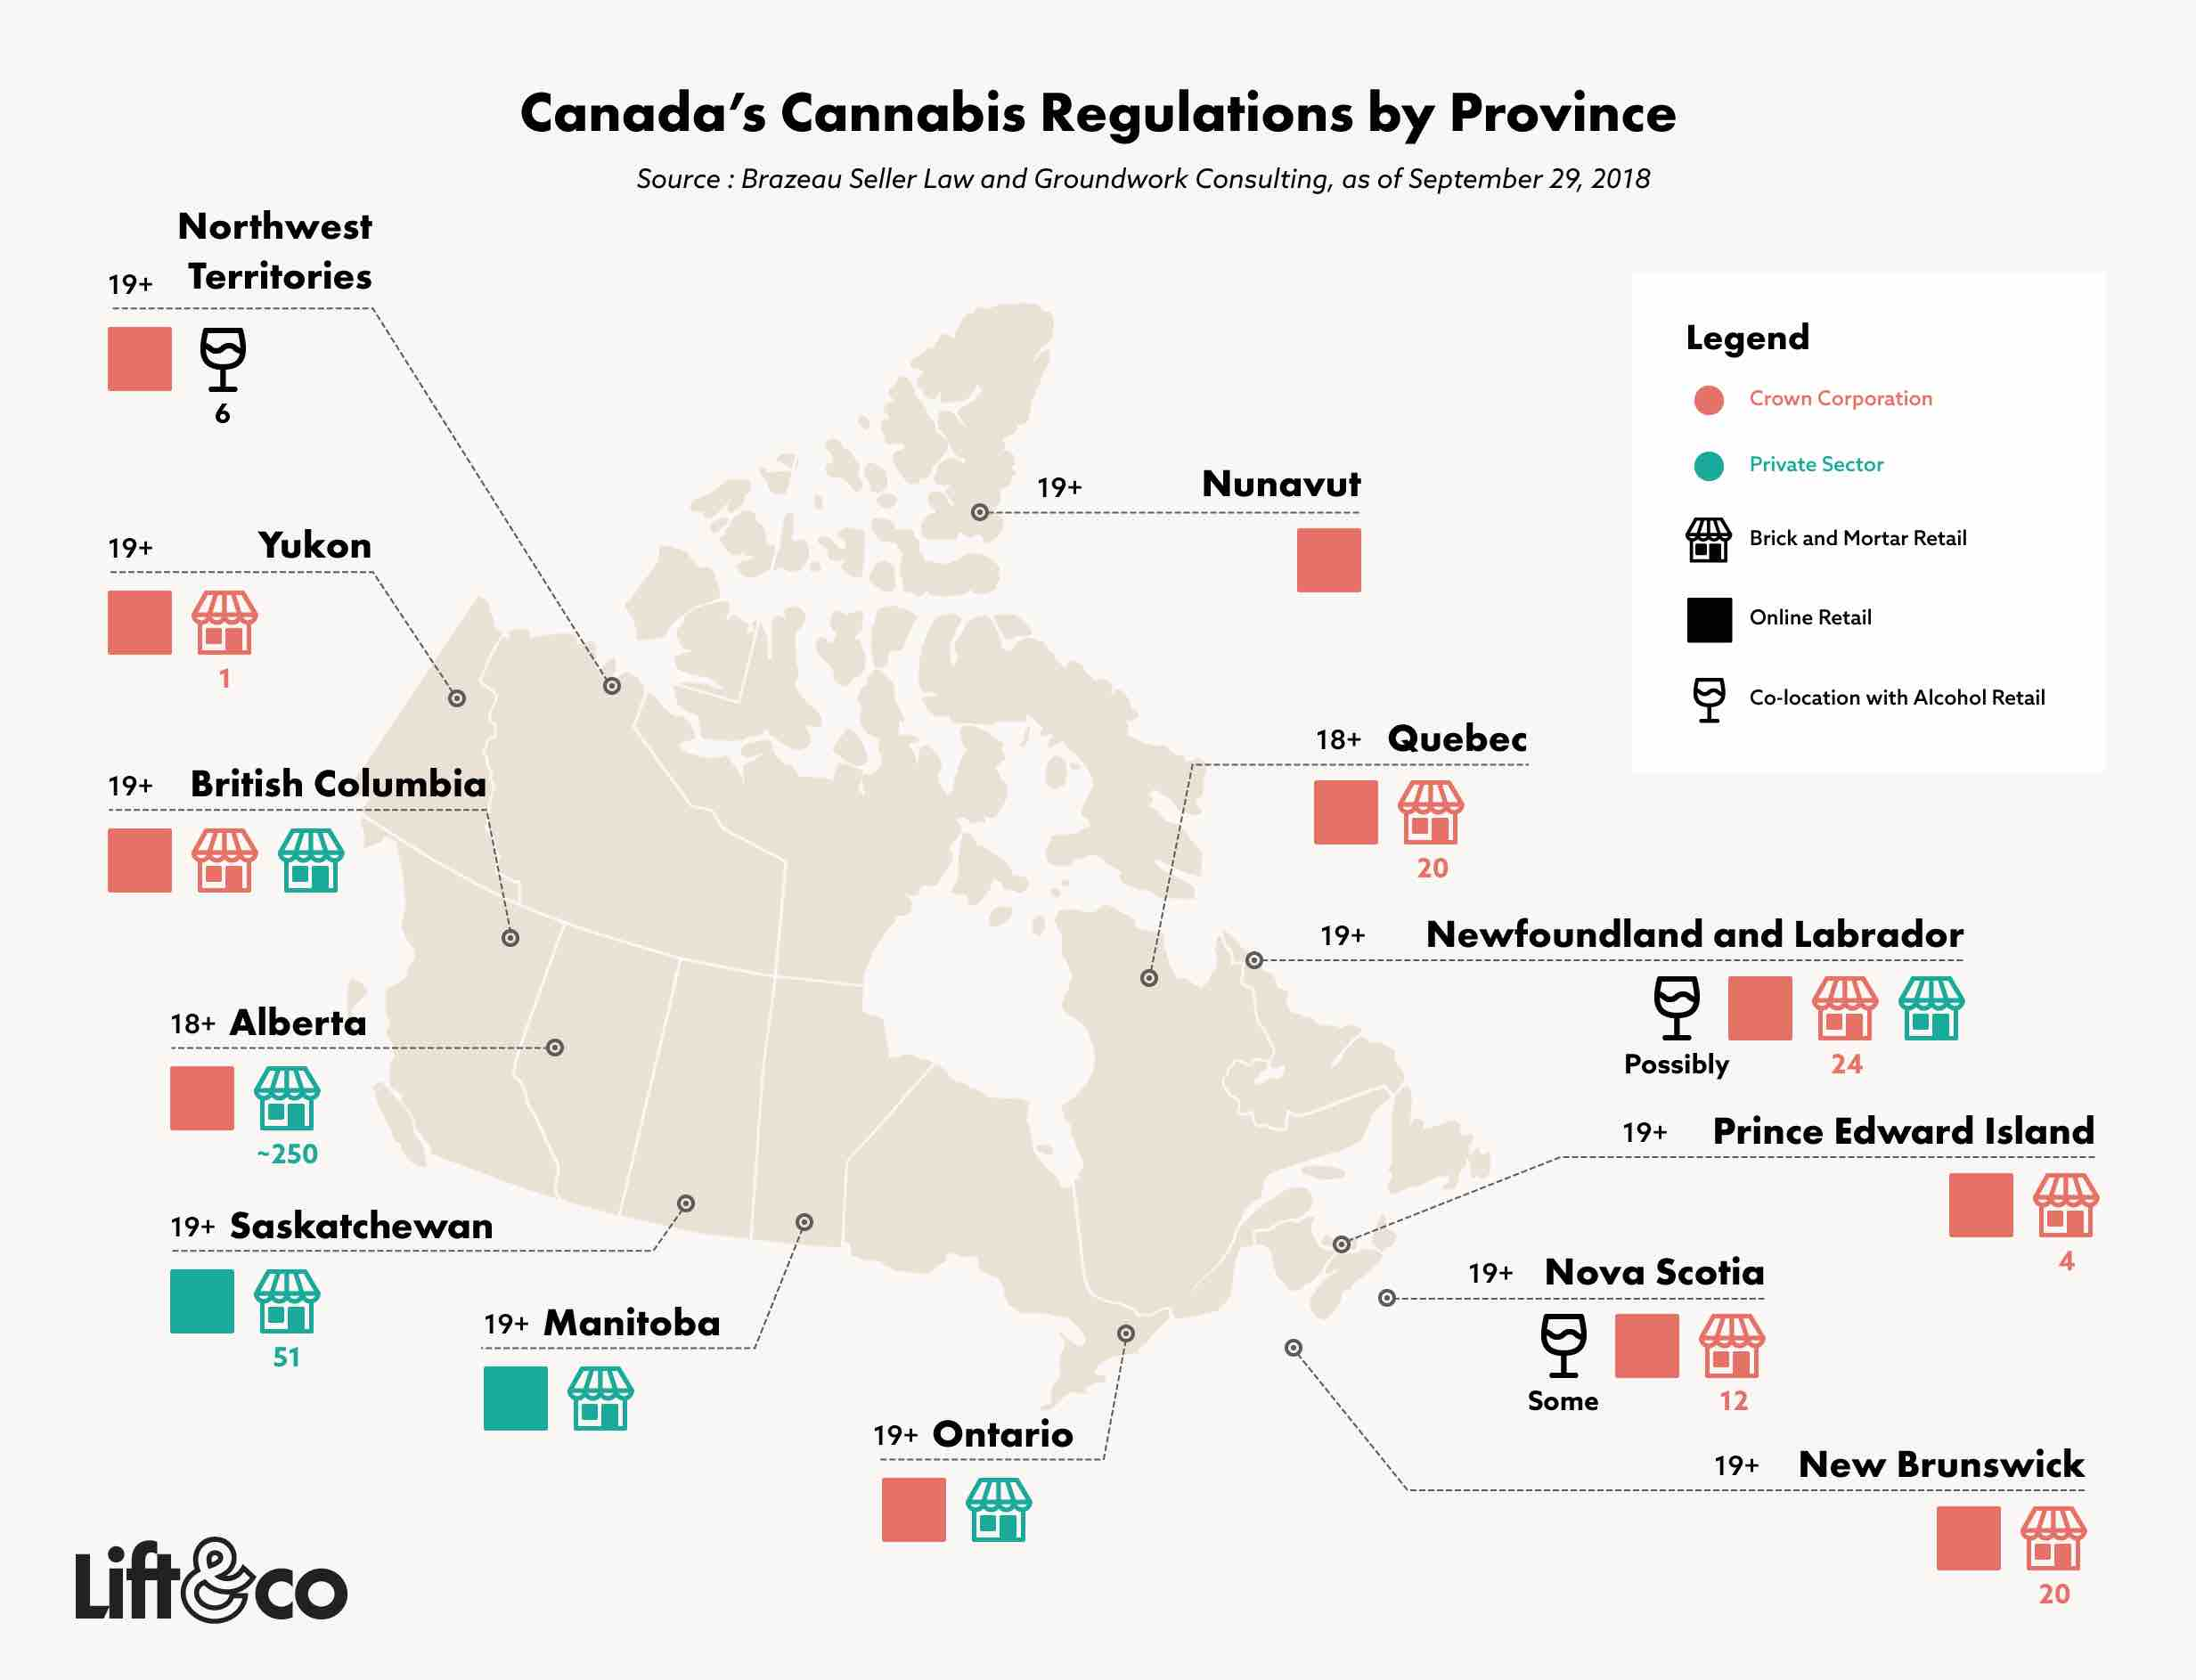 Canada's Cannabis Regulations by Province
Source : Brazeau Seller Law and Groundwork Consulting, as of September 29, 2018
Northwest
19+ Territories
6
19+ Yukon
1
19+ British Columbia
18+ Alberta
~250
19+ Saskatchewan
51
19+ Manitoba
19+ Ontario
19+ Nunavut
18+ Quebec
20
19+ Newfoundland and Labrador
Possibly 24
19+ Prince Edward Island
4
19+ Nova Scotia
Some 12
19+ New Brunswick
20
Legend
Crown Corporation
Private Sector
Brick and Mortar Retail
Online Retail
Co-location with Alcohol Retail
Lift&co